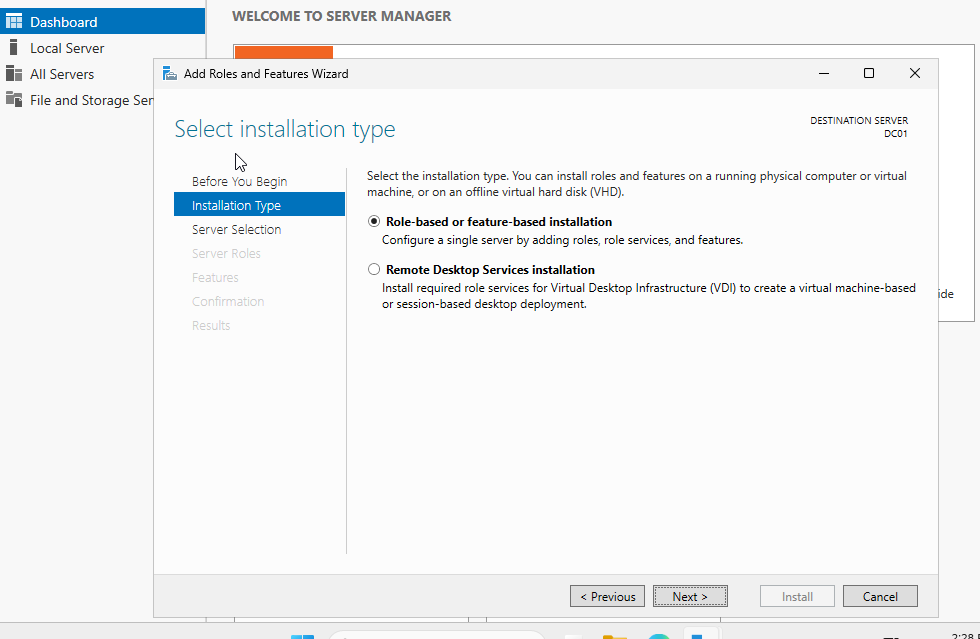 WELCOME TO SERVER MANAGER
Dashboard
Local Server
All Servers
File and Storage Ser
Add Roles and Features Wizard
Select installation type
DESTINATION SERVER
DC01
Before You Begin
Installation Type
Server Selection
Server Roles
Features
Confirmation
Results
Select the installation type. You can install roles and features on a running physical computer or virtual
machine, or on an offline virtual hard disk (VHD).
Role-based or feature-based installation
Configure a single server by adding roles, role services, and features.
Remote Desktop Services installation
Install required role services for Virtual Desktop Infrastructure (VDI) to create a virtual machine-based
or session-based desktop deployment.
ide
< Previous
Next >
Install
Cancel